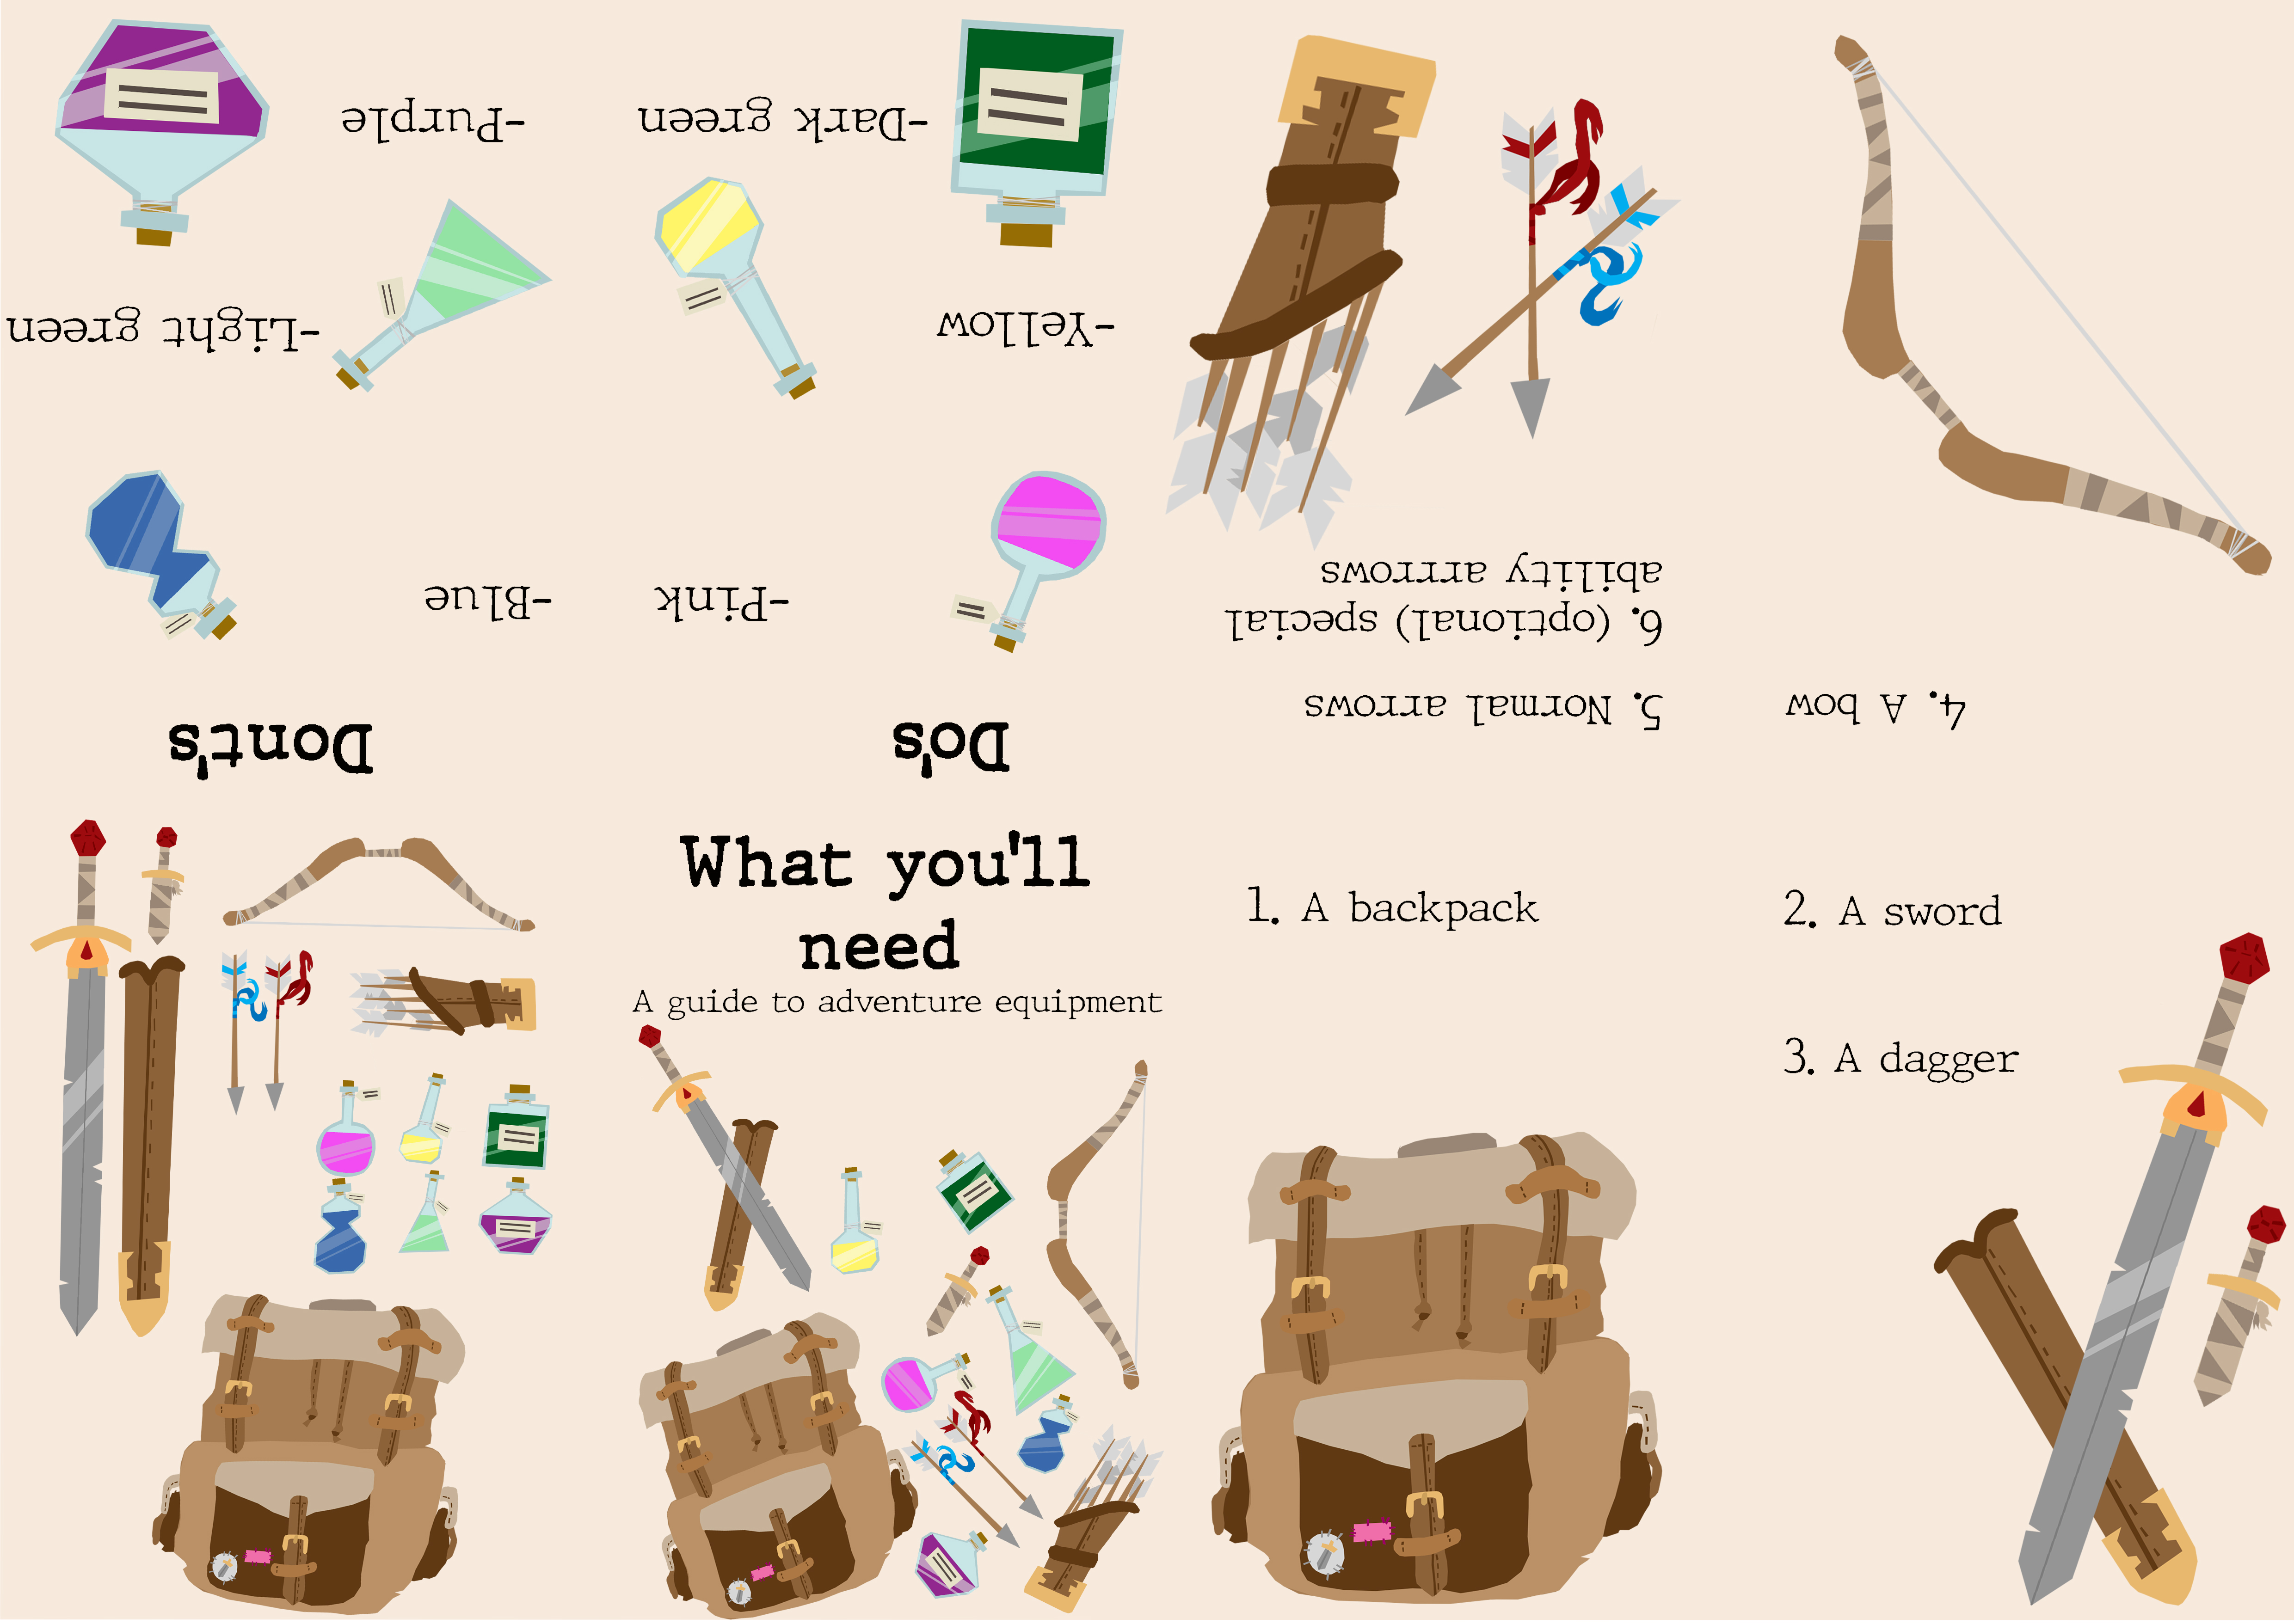 What you'll
need
A guide to adventure equipment
1. A backpack
2. A sword
3. A dagger
4. A bow
5. Normal arrows
6. (optional) special
ability arrows
Do's
-Pink
-Yellow
-Dark green
Dont's
-Blue
-Light green
-Purple